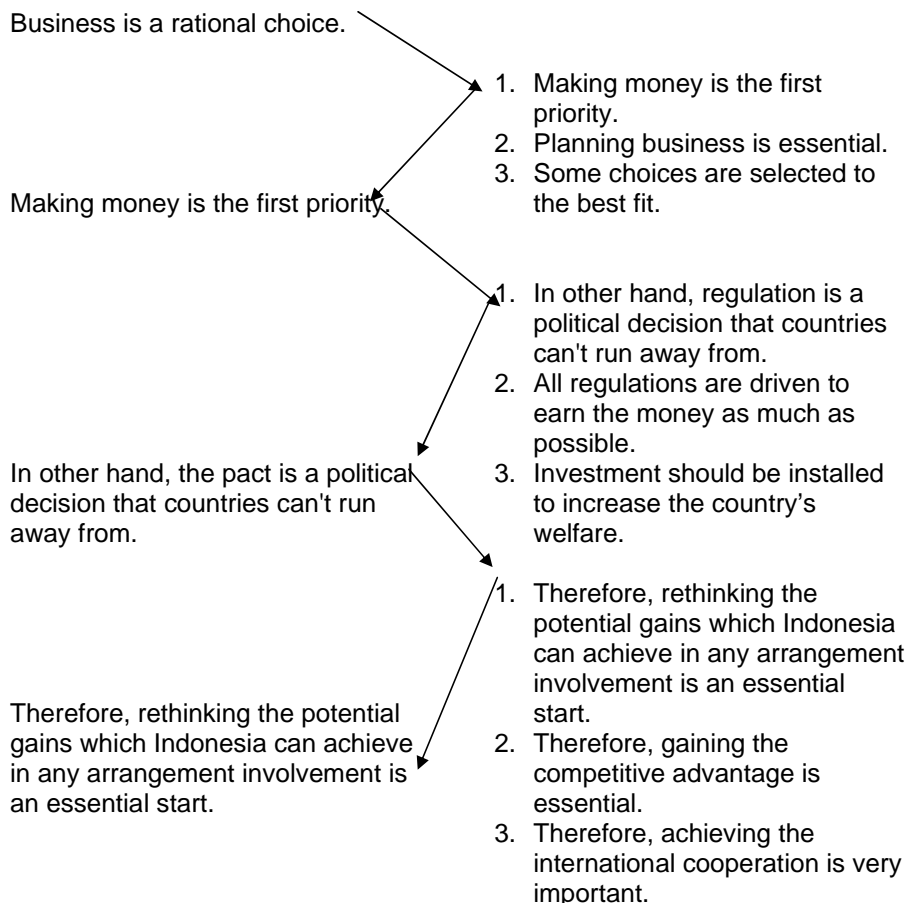 Business is a rational choice.
1. Making money is the first
priority.
2. Planning business is essential.
3. Some choices are selected to
the best fit.
Making money is the first priority.
1. In other hand, regulation is a
political decision that countries
can't run away from.
2. All regulations are driven to
earn the money as much as
possible.
3. Investment should be installed
to increase the country’s
welfare.
In other hand, the pact is a political
decision that countries can't run
away from.
1. Therefore, rethinking the
potential gains which Indonesia
can achieve in any arrangement
involvement is an essential
start.
2. Therefore, gaining the
competitive advantage is
essential.
3. Therefore, achieving the
international cooperation is very
important.
Therefore, rethinking the potential
gains which Indonesia can achieve
in any arrangement involvement is
an essential start.